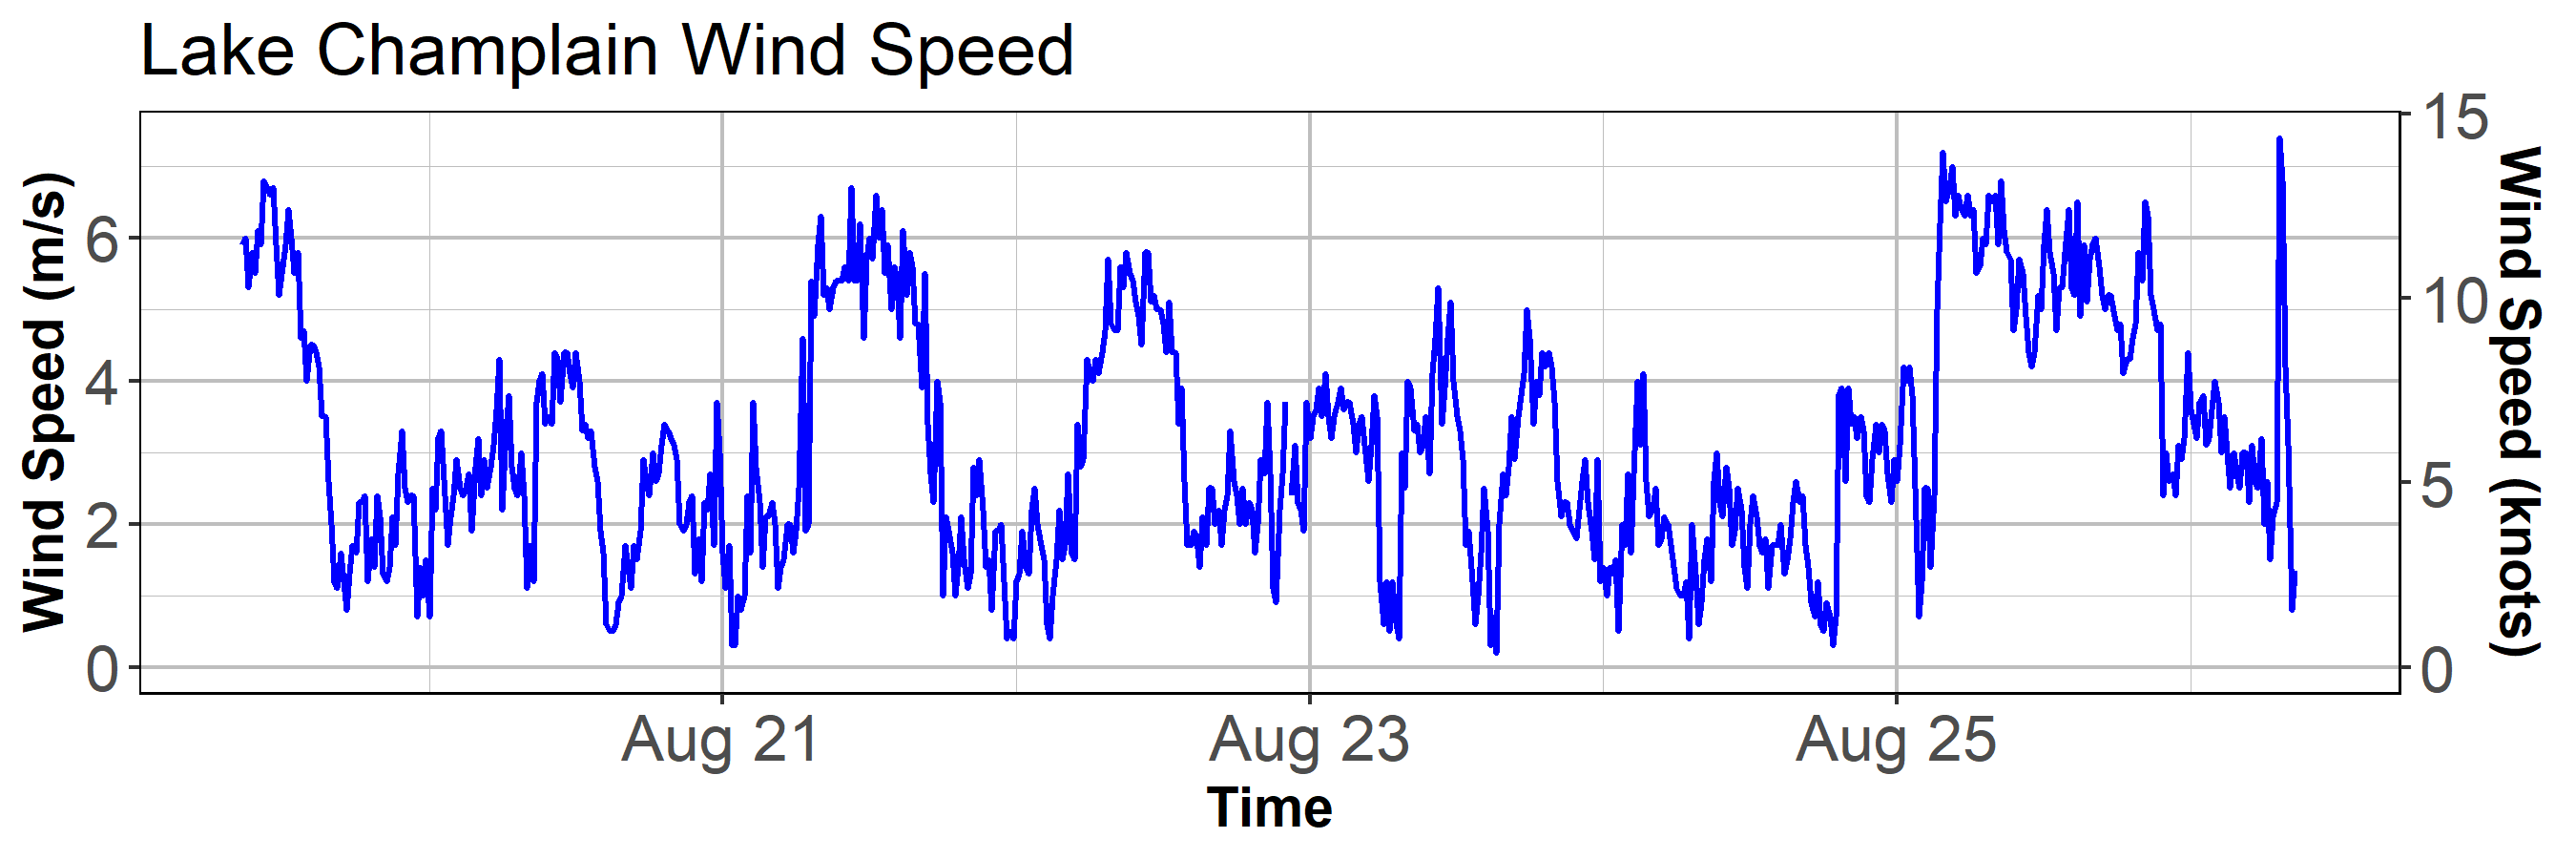 Lake Champlain Wind Speed
Wind Speed (m/s)
6
4
2
0
15
10
5
0
Wind Speed (knots)
Aug 21
Aug 23
Aug 25
Time